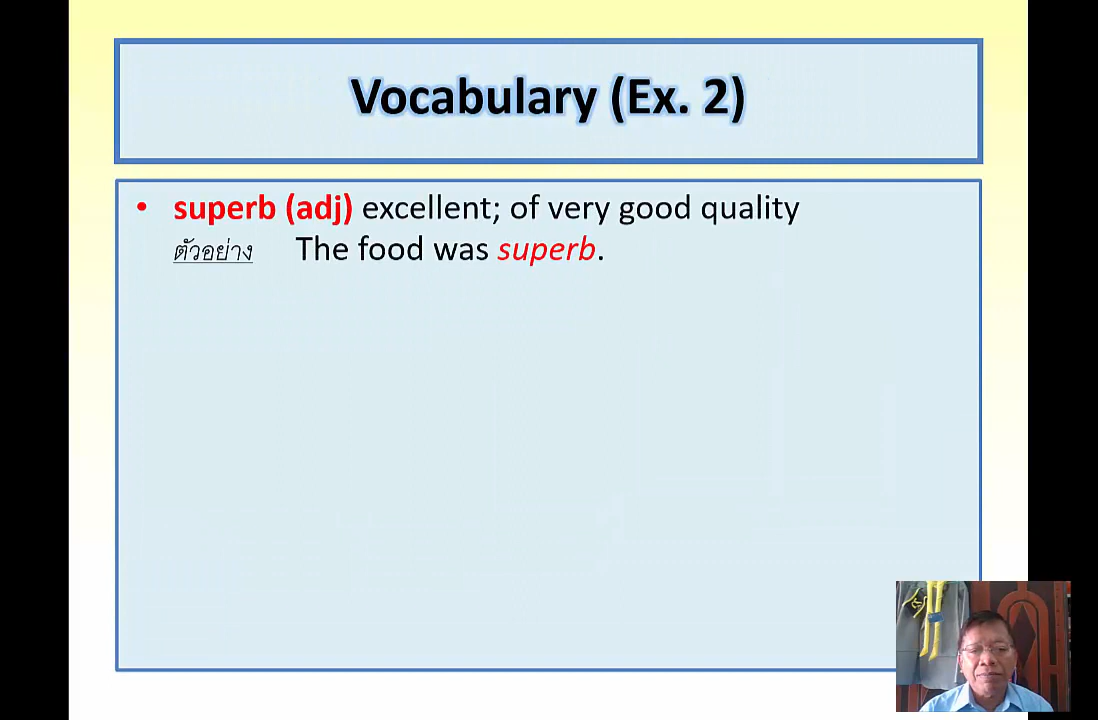 Vocabulary (Ex. 2)
• superb (adj) excellent; of very good quality
ตัวอย่าง The food was superb.